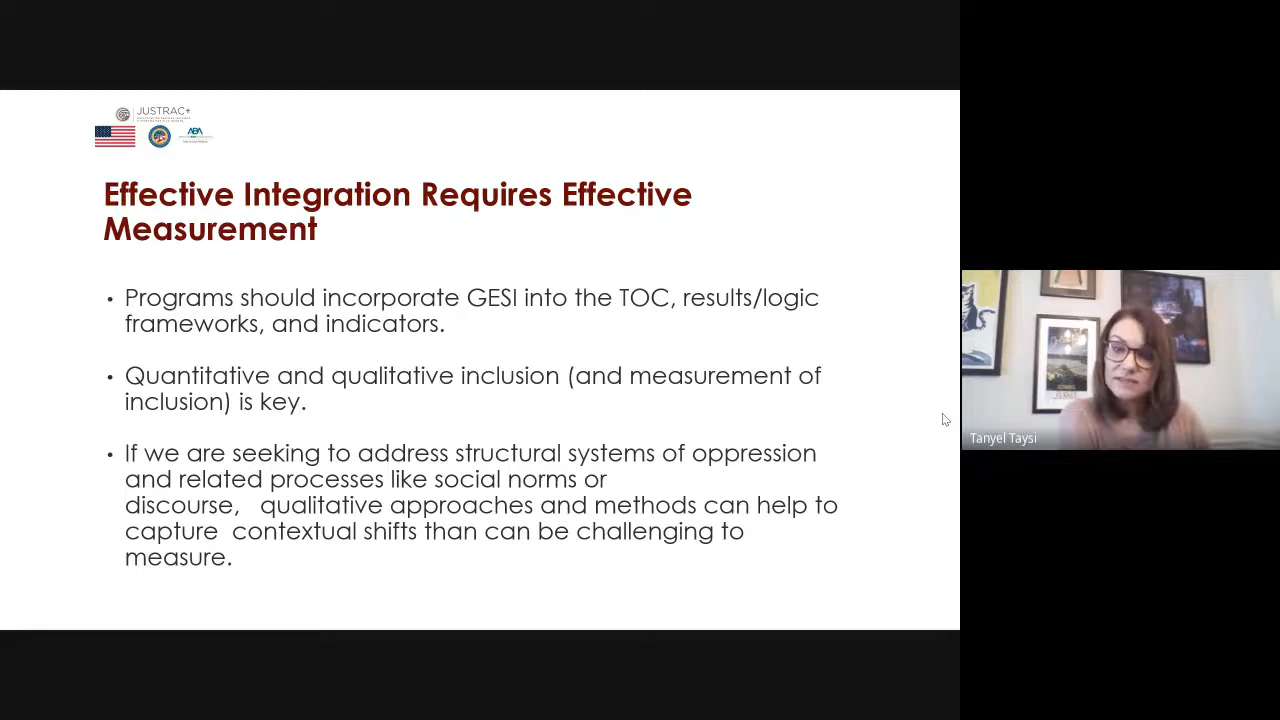 JUSTRAC+
ABA
Effective Integration Requires Effective
Measurement
• Programs should incorporate GESI into the TOC, results/logic
frameworks, and indicators.
• Quantitative and qualitative inclusion (and measurement of
inclusion) is key.
• If we are seeking to address structural systems of oppression
and related processes like social norms or
discourse,   qualitative approaches and methods can help to
capture  contextual shifts than can be challenging to
measure.
Tanyel Taysi